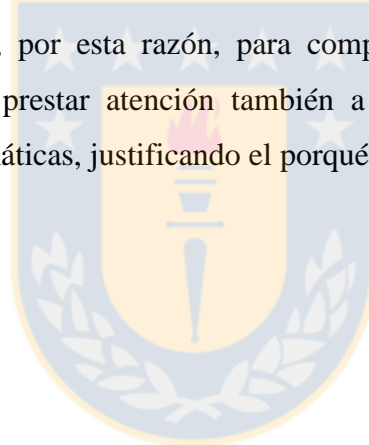 , por esta razón, para comp
prestar atención también a
áticas, justificando el porqué